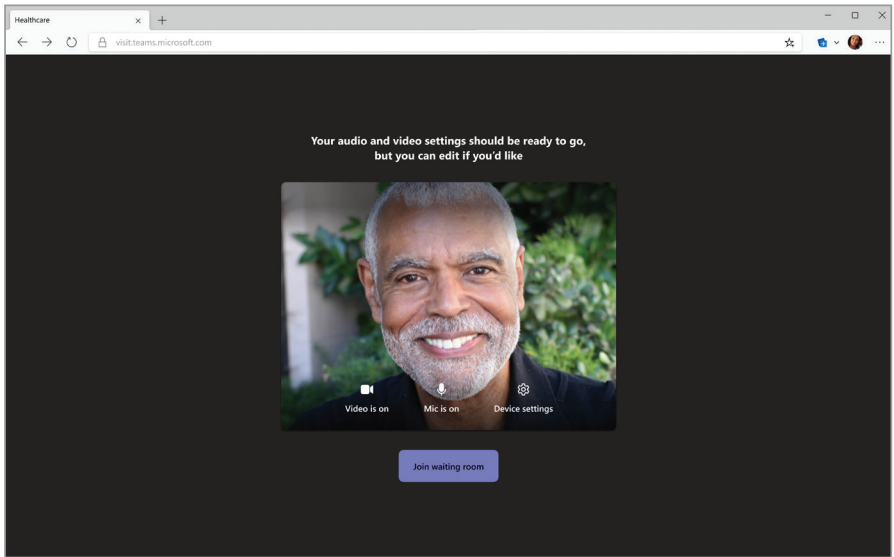 Healthcare
visit.teams.microsoft.com
Your audio and video settings should be ready to go,
but you can edit if you'd like
Video is on Mic is on Device settings
Join waiting room